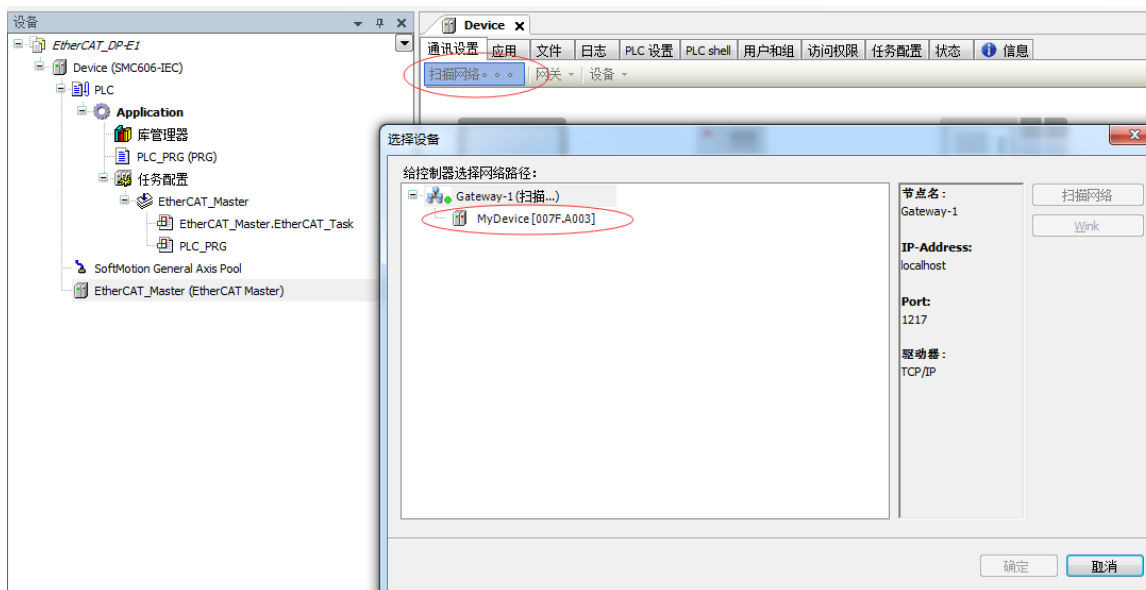 设备
EtherCAT_DP-E1
Device (SMC606-IEC)
PLC
Application
库管理器
PLC_PRG (PRG)
任务配置
EtherCAT_Master
EtherCAT_Master.EtherCAT_Task
PLC_PRG
SoftMotion General Axis Pool
EtherCAT_Master (EtherCAT Master)
Device
通讯设置 应用 文件 日志 PLC 设置 PLC shell 用户和组 访问权限 任务配置 状态 信息
扫描网络。。。 网关 设备
选择设备
给控制器选择网络路径：
Gateway-1 (扫描...)
MyDevice [007F.A003]
节点名：
Gateway-1
IP-Address:
localhost
Port:
1217
驱动器：
TCP/IP
扫描网络
Wink
确定 取消